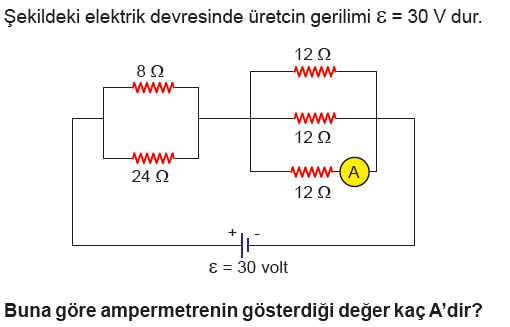 Şekildeki elektrik devresinde üretcin gerilimi ε = 30 V dur.
12 Ω
8 Ω
12 Ω
24 Ω
A
12 Ω
+ -
ε = 30 volt
Buna göre ampermetrenin gösterdiği değer kaç A'dir?